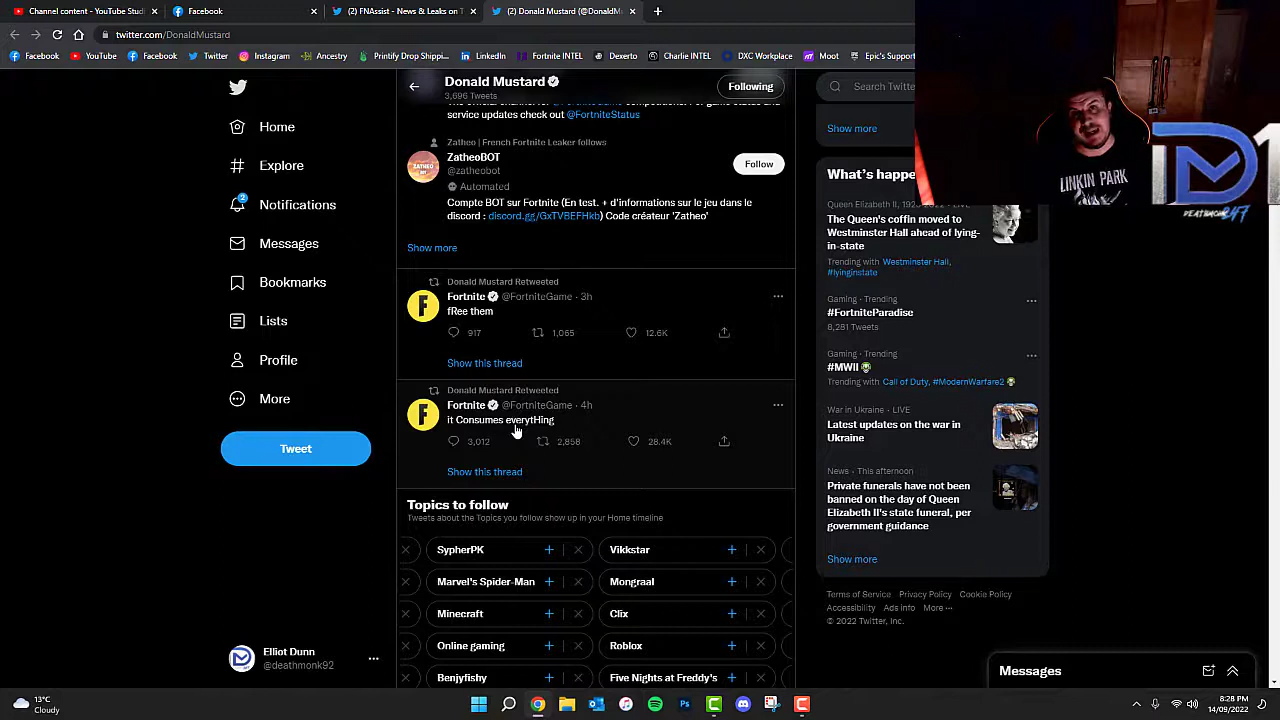 Channel content - YouTube Stud
Facebook
(2) FNAssist - News & Leaks on T
(2) Donald Mustard (@DonaldMus
twitter.com/DonaldMustard
Facebook
YouTube
Facebook
Twitter
Instagram
Ancestry
Printify Drop Shippi...
LinkedIn
Fortnite INTEL
Dexerto
Charlie INTEL
DXC Workplace
Moot
Epic's Support
Home
Explore
2
Notifications
Messages
Bookmarks
Lists
Profile
More
Tweet
Elliot Dunn
@deathmonk92
Donald Mustard
3,696 Tweets
Following
service updates check out @FortniteStatus
Zatheo | French Fortnite Leaker follows
ZATHEO
BOT
ZatheoBOT
@zatheobot
Automated
Follow
Compte BOT sur Fortnite (En test. + d'informations sur le jeu dans le
discord : discord.gg/GxTVBEFHkb) Code créateur 'Zatheo'
Show more
Donald Mustard Retweeted
Fortnite @FortniteGame · 3h
fRee them
917 1,065 12.6K
Show this thread
Donald Mustard Retweeted
Fortnite @FortniteGame · 4h
it Consumes everytHing
3,012 2,858 28.4K
Show this thread
Topics to follow
Tweets about the Topics you follow show up in your Home timeline
SypherPK
Vikkstar
Marvel's Spider-Man
Mongraal
Minecraft
Clix
Online gaming
Roblox
Benjyfishy
Five Nights at Freddy's
Search Twitter
Show more
What's happe
Queen Elizabeth II, 1926-2022 · LIVE
The Queen's coffin moved to
Westminster Hall ahead of lying-
in-state
Trending with Westminster Hall,
#lyinginstate
Gaming · Trending
#FortniteParadise
8,281 Tweets
Gaming · Trending
#MWII
Trending with Call of Duty, #ModernWarfare2
War in Ukraine · LIVE
Latest updates on the war in
Ukraine
News · This afternoon
Private funerals have not been
banned on the day of Queen
Elizabeth II's state funeral, per
government guidance
Show more
Terms of Service Privacy Policy Cookie Policy
Accessibility Ads info More ···
© 2022 Twitter, Inc.
Messages
LINKIN PARK
DEATHMONK 247
13°C
Cloudy
8:28 PM
14/09/2022